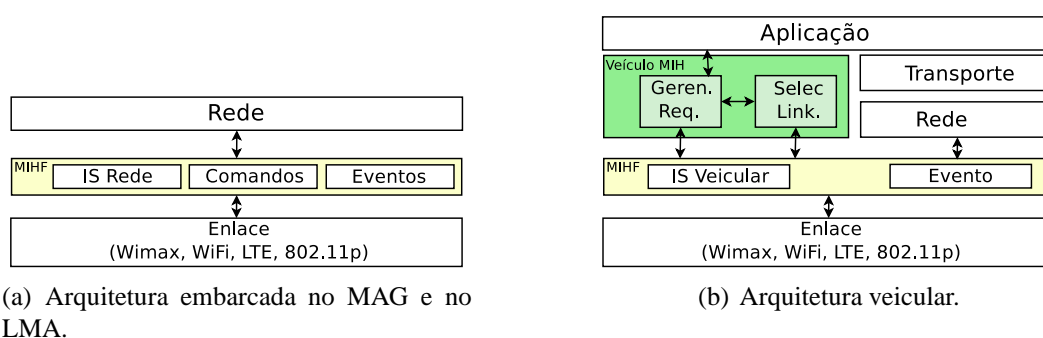 Rede
MIHF
IS Rede
Comandos
Eventos
Enlace
(Wimax, WiFi, LTE, 802.11p)
(a) Arquitetura embarcada no MAG e no
LMA.
Aplicação
Veículo MIH
Geren.
Req.
Selec
Link.
Transporte
Rede
MIHF
IS Veicular
Evento
Enlace
(Wimax, WiFi, LTE, 802.11p)
(b) Arquitetura veicular.